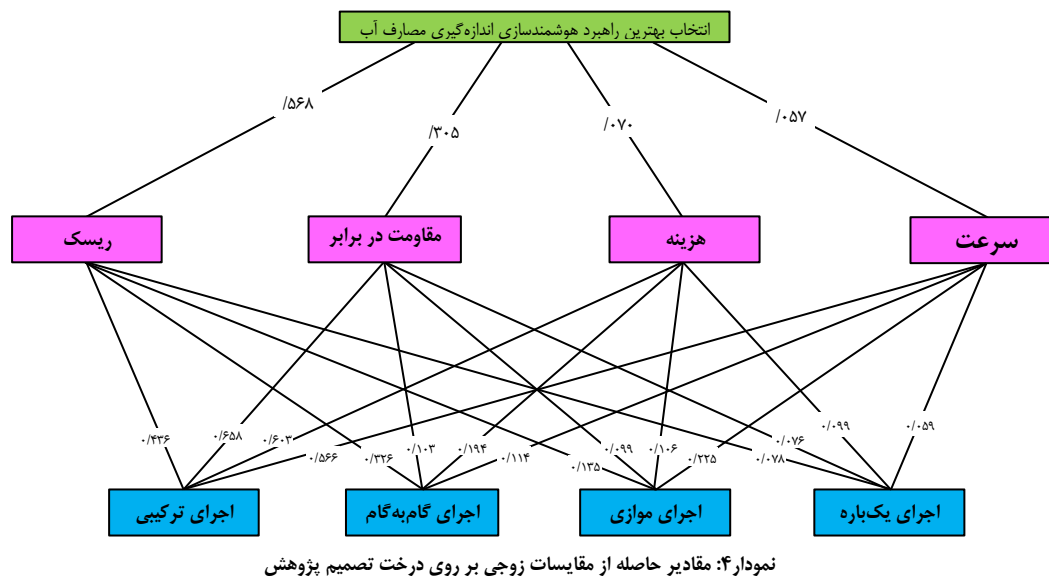 انتخاب بهترین راهبرد هوشمندسازی اندازه‌گیری مصارف آب
/۰۵۷
/۰۷۰
/۳۰۵
/۵۶۸
سرعت
هزینه
مقاومت در برابر
ریسک
۰/۰۵۹
۰/۰۹۹
۰/۰۷۶
۰/۰۷۸
۰/۲۲۵
۰/۱۰۶
۰/۰۹۹
۰/۱۳۵
۰/۱۱۴
۰/۱۹۴
۰/۱۰۳
۰/۳۲۶
۰/۵۶۶
۰/۶۰۳
۰/۶۵۸
۰/۴۳۶
اجرای یک‌باره
اجرای موازی
اجرای گام‌به‌گام
اجرای ترکیبی
نمودار۴: مقادیر حاصله از مقایسات زوجی بر روی درخت تصمیم پژوهش